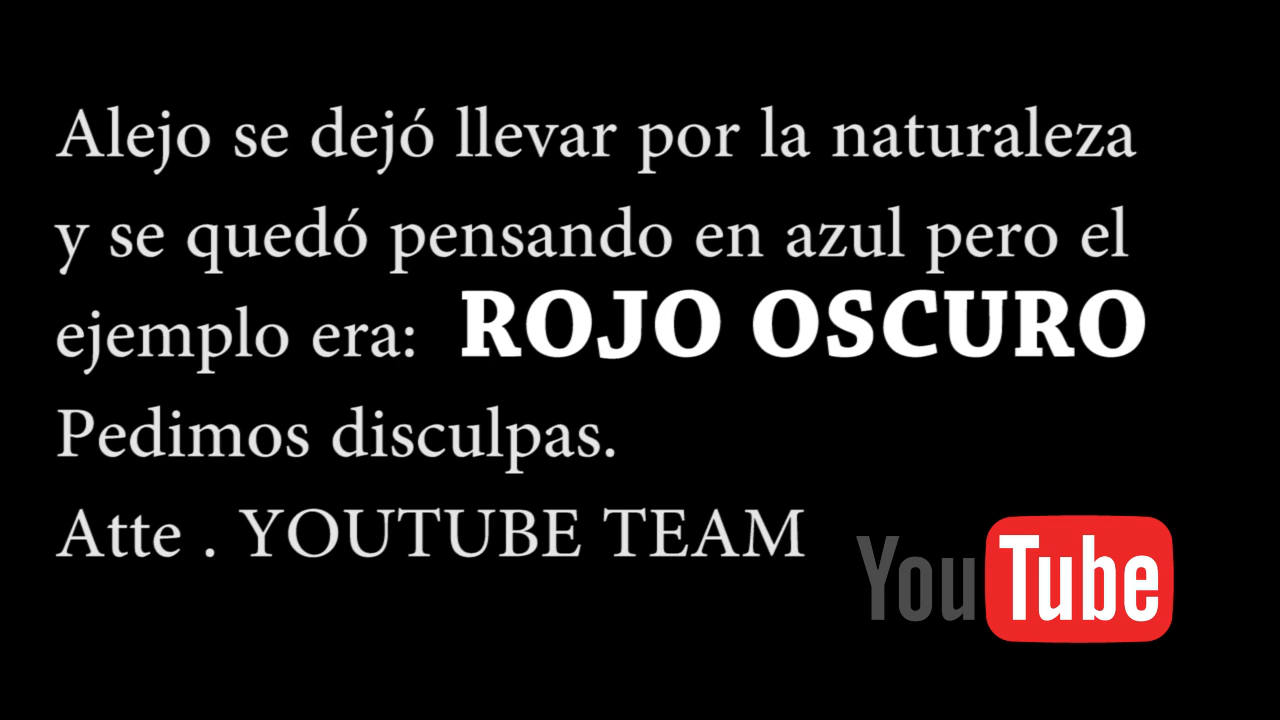 Alejo se dejó llevar por la naturaleza
y se quedó pensando en azul pero el
ejemplo era: ROJO OSCURO
Pedimos disculpas.
Atte . YOUTUBE TEAM
YouTube